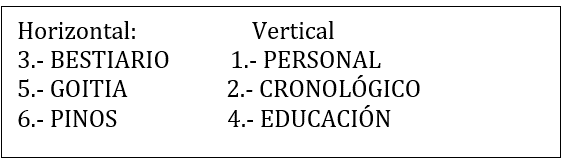 Horizontal: Vertical
3.- BESTIARIO 1.- PERSONAL
5.- GOITIA 2.- CRONOLÓGICO
6.- PINOS 4.- EDUCACIÓN